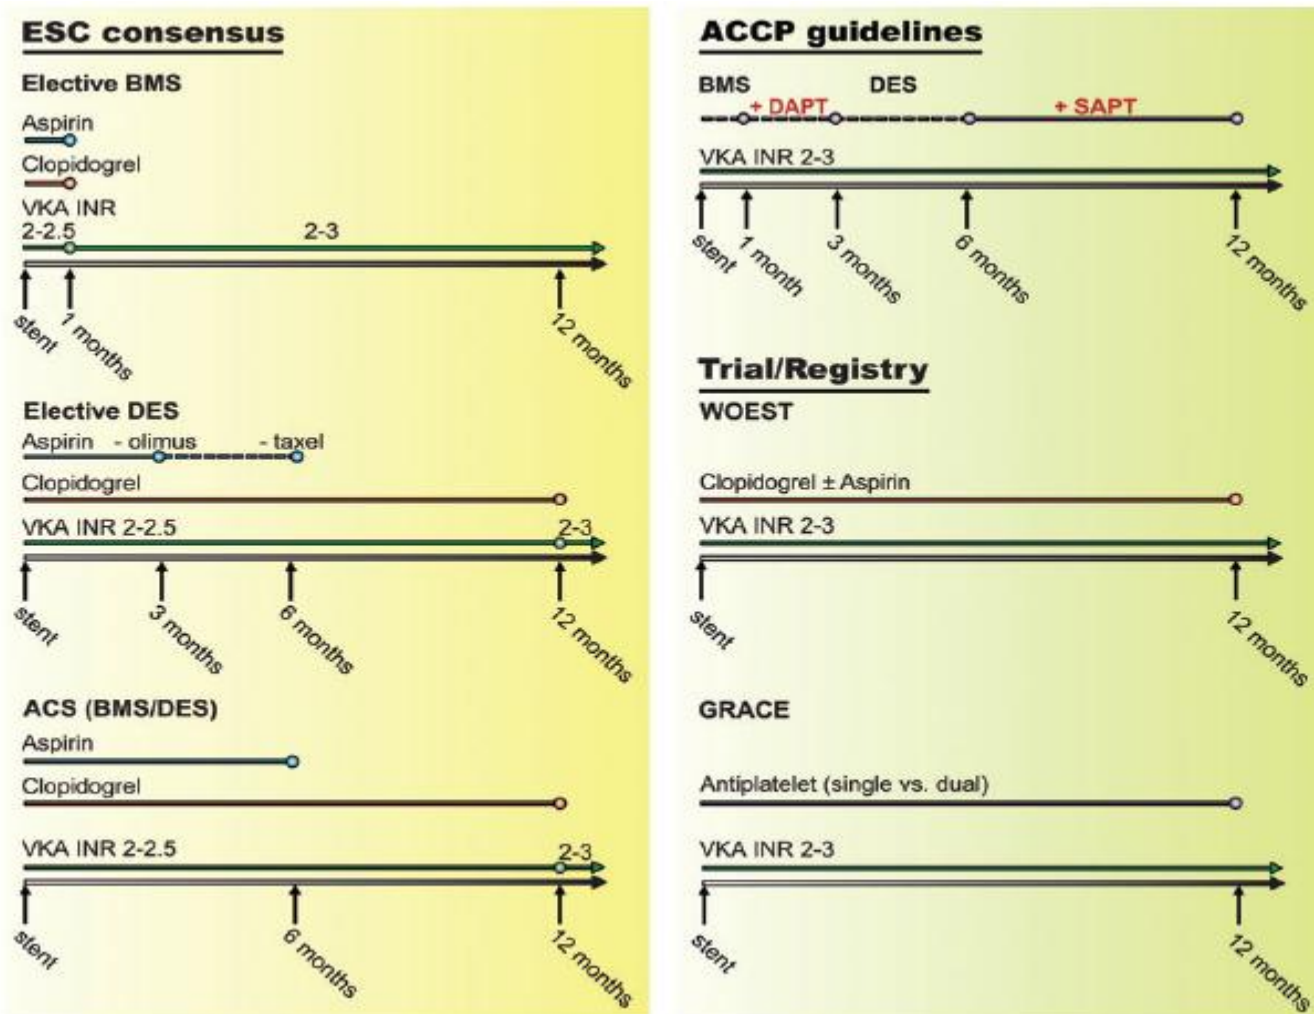 ESC consensus
Elective BMS
Aspirin
Clopidogrel
VKA INR
2-2.5 2-3
stent 1 months 12 months
Elective DES
Aspirin - olimus - taxel
Clopidogrel
VKA INR 2-2.5 2-3
stent 3 months 6 months 12 months
ACS (BMS/DES)
Aspirin
Clopidogrel
VKA INR 2-2.5 2-3
stent 6 months 12 months
ACCP guidelines
BMS DES
+ DAPT + SAPT
VKA INR 2-3
stent 1 month 3 months 6 months 12 months
Trial/Registry
WOEST
Clopidogrel ± Aspirin
VKA INR 2-3
stent 12 months
GRACE
Antiplatelet (single vs. dual)
VKA INR 2-3
stent 12 months